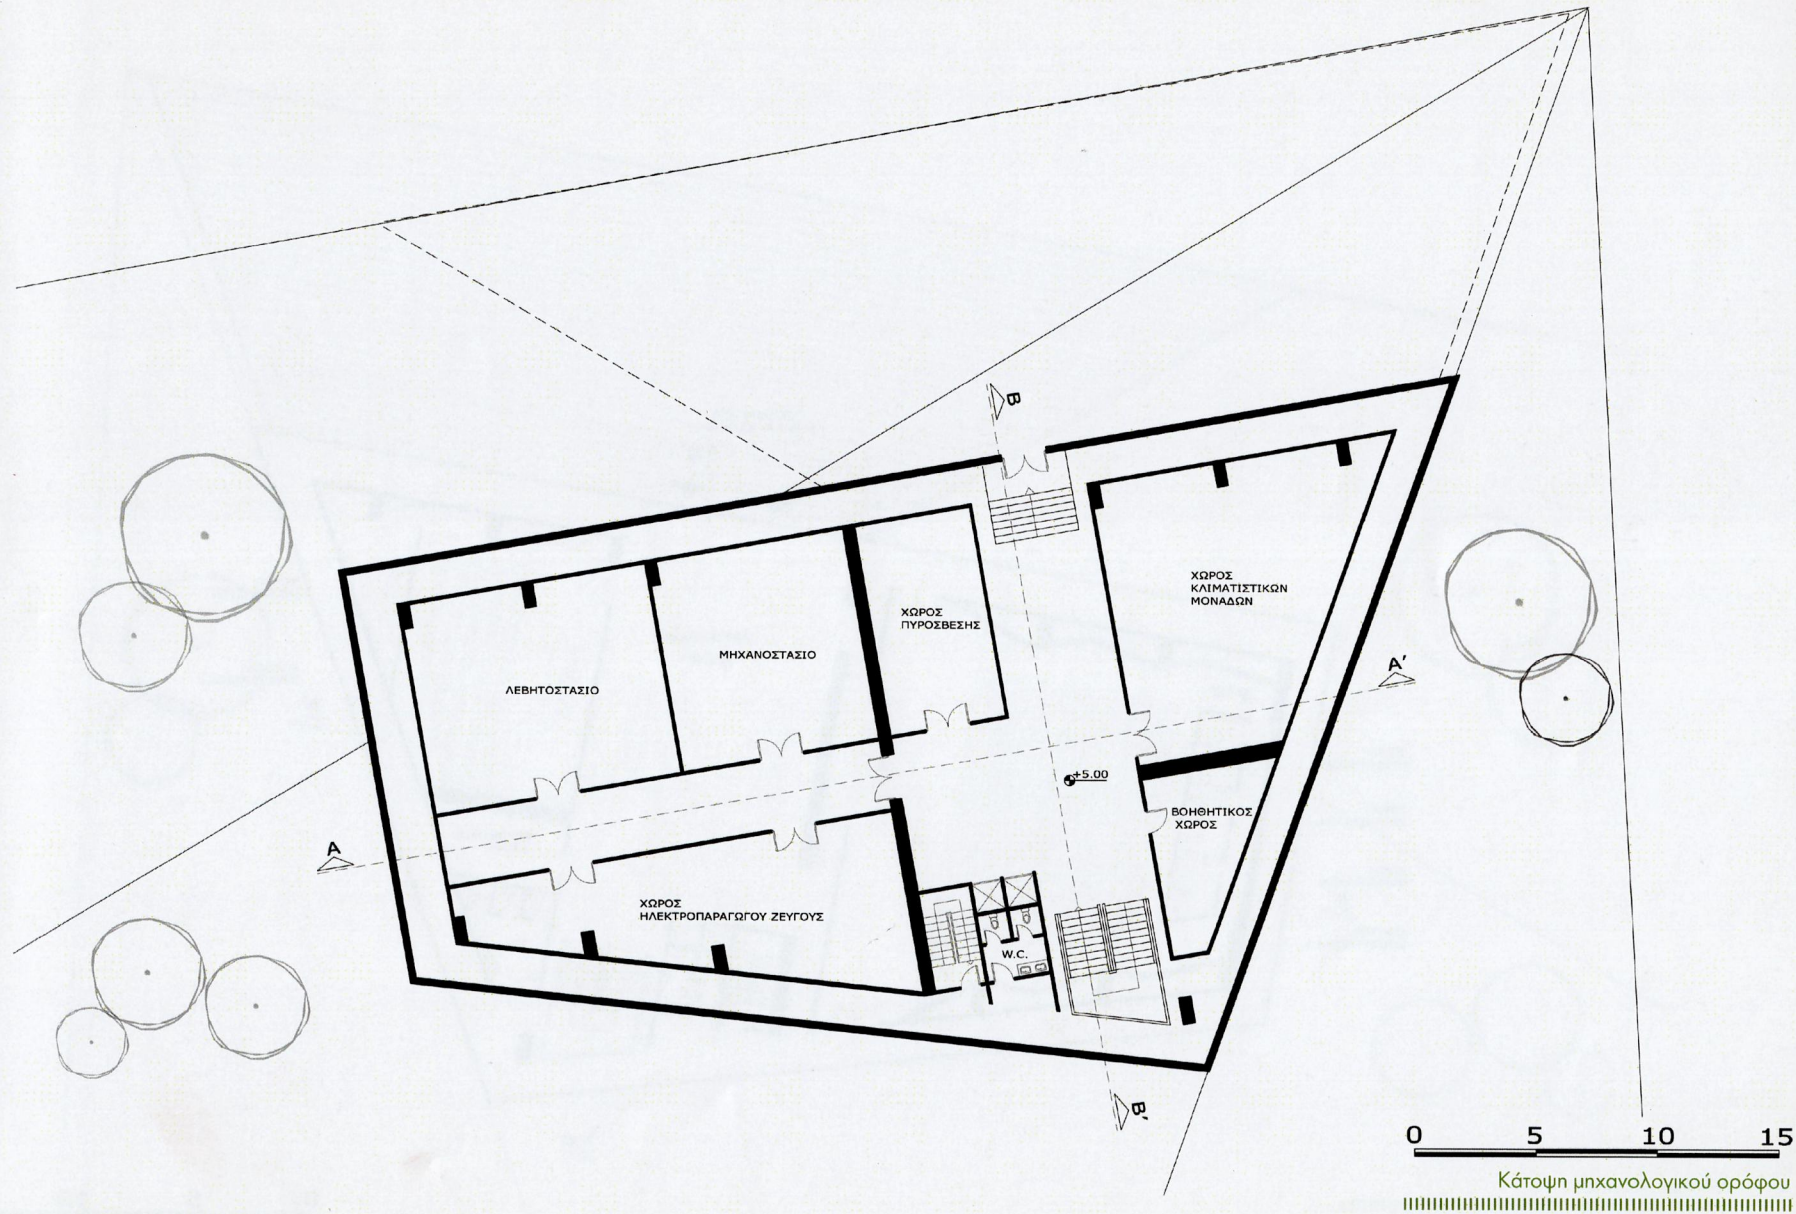 B
ΧΩΡΟΣ
ΚΛΙΜΑΤΙΣΤΙΚΩΝ
ΜΟΝΑΔΩΝ
ΧΩΡΟΣ
ΠΥΡΟΣΒΕΣΗΣ
ΜΗΧΑΝΟΣΤΑΣΙΟ
ΛΕΒΗΤΟΣΤΑΣΙΟ
A'
+5.00
ΒΟΗΘΗΤΙΚΟΣ
ΧΩΡΟΣ
A
ΧΩΡΟΣ
ΗΛΕΚΤΡΟΠΑΡΑΓΩΓΟΥ ΖΕΥΓΟΥΣ
W.C.
B'
0 5 10 15
Κάτοψη μηχανολογικού ορόφου